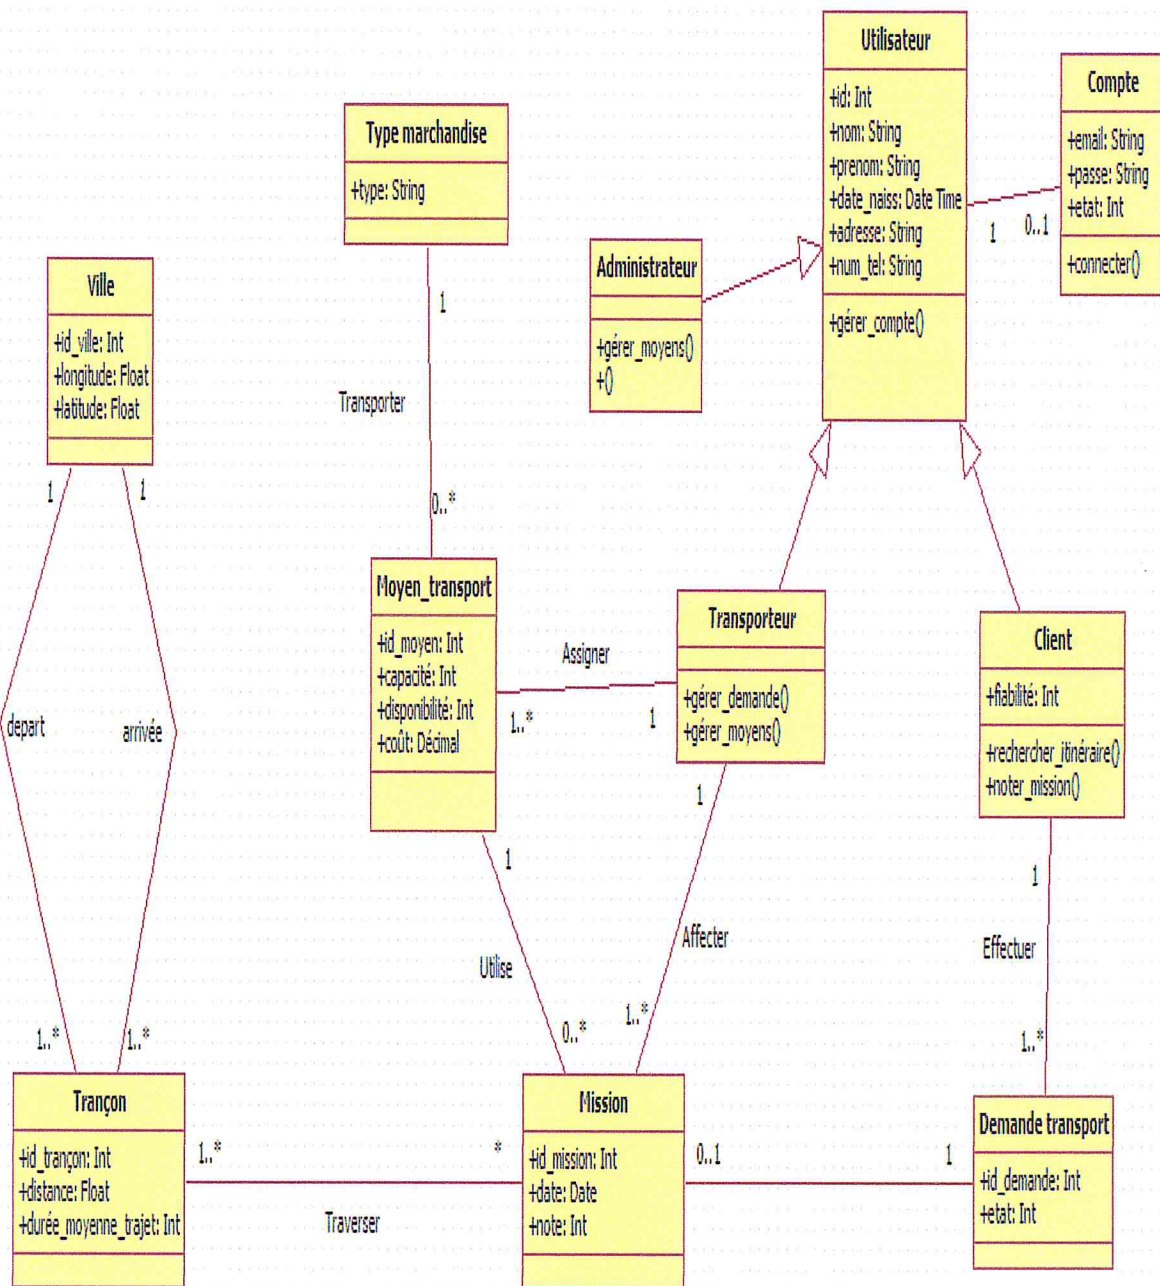 Utilisateur
+id: Int
+nom: String
+prenom: String
+date_naiss: Date Time
+adresse: String
+num_tel: String
+gérer_compte()
Compte
+email: String
+passe: String
+etat: Int
+connecter()
1
0..1
Type marchandise
+type: String
1
Transporter
0..*
Administrateur
+gérer_moyens()
+()
Ville
+id_ville: Int
+longitude: Float
+latitude: Float
1
1
depart
arrivée
1..*
1..*
Moyen_transport
+id_moyen: Int
+capacité: Int
+disponibilité: Int
+coût: Décimal
Assigner
1..*
1
Transporteur
+gérer_demande()
+gérer_moyens()
Client
+fiabilité: Int
+rechercher_itinéraire()
+noter_mission()
1
Utilise
0..*
1
Affecter
1..*
1
Effectuer
1..*
Trançon
+id_trançon: Int
+distance: Float
+durée_moyenne_trajet: Int
1..*
*
Traverser
Mission
+id_mission: Int
+date: Date
+note: Int
0..1
1
Demande transport
+id_demande: Int
+etat: Int